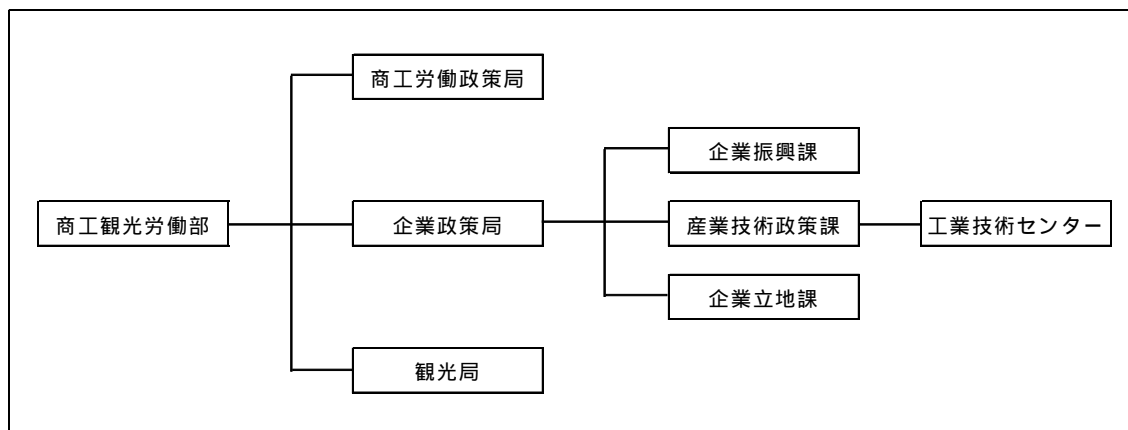 商工労働政策局
企業振興課
商工観光労働部
企業政策局
産業技術政策課
工業技術センター
企業立地課
観光局